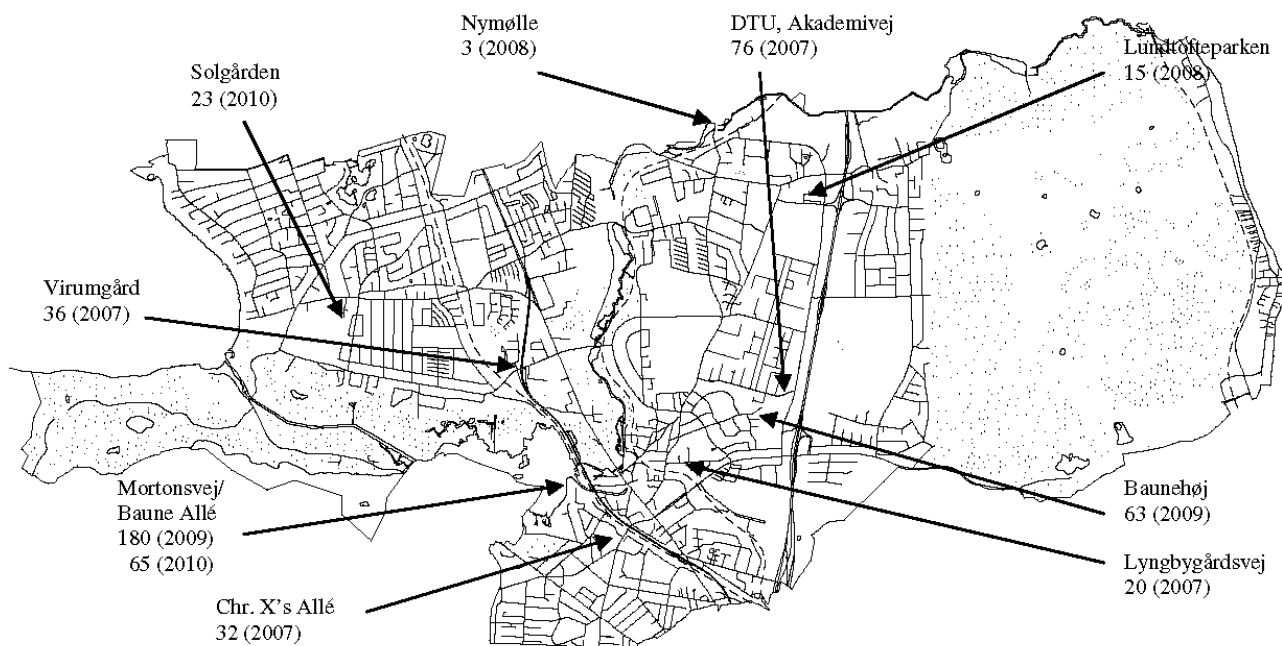 Nymølle
3 (2008)
DTU, Akademivej
76 (2007)
Lundtofteparken
15 (2008)
Solgården
23 (2010)
Virumgård
36 (2007)
Mortonsvej/
Baune Allé
180 (2009)
65 (2010)
Baunehøj
63 (2009)
Lyngbygårdsvej
20 (2007)
Chr. X's Allé
32 (2007)